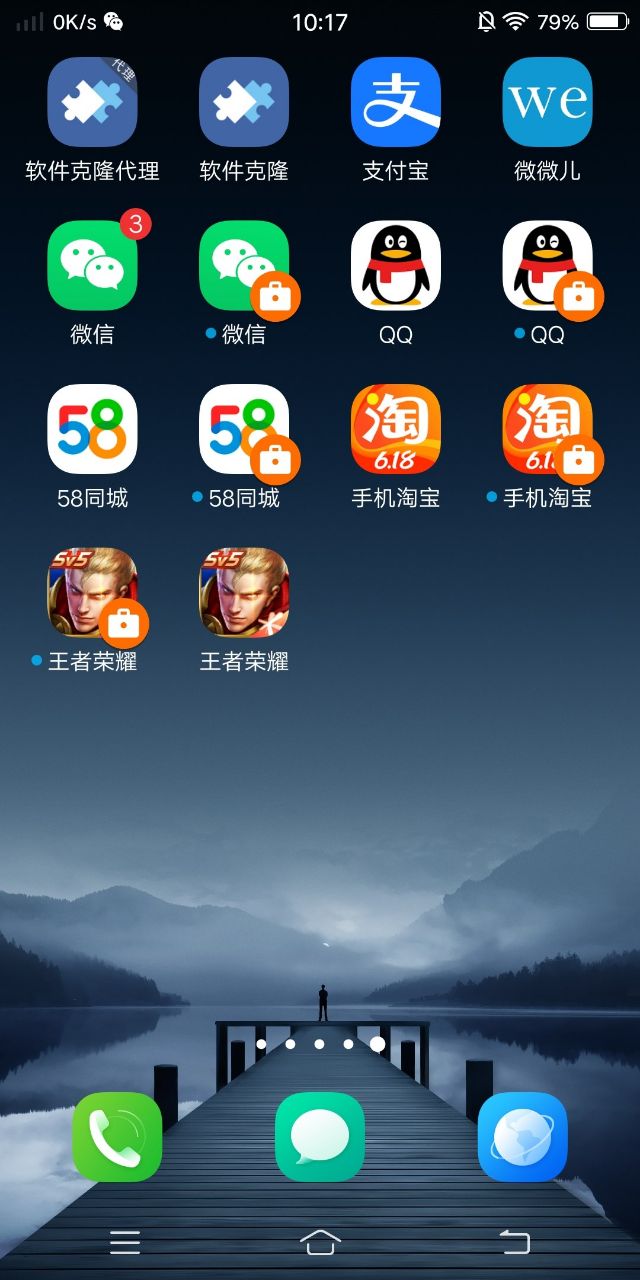 0K/s 10:17 79%
代理
we
软件克隆代理 软件克隆 支付宝 微微儿
3
微信 微信 QQ QQ
58 58 淘 淘
6.18 6.1
58同城 58同城 手机淘宝 手机淘宝
5v5 5v5
王者荣耀 王者荣耀